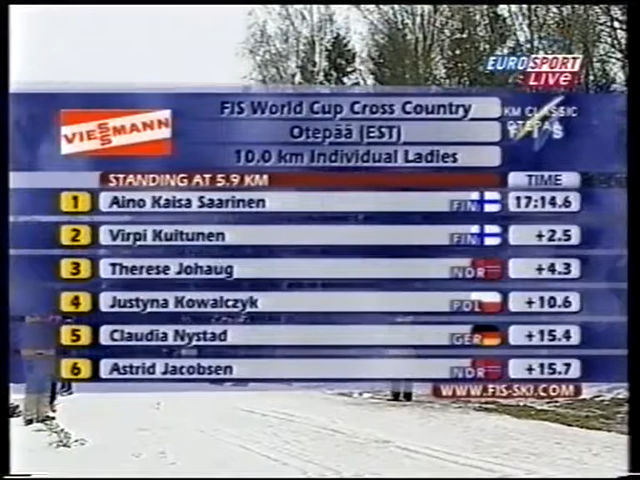 EUROSPORT
LIVE
VIESSMANN
FIS World Cup Cross Country
Otepää (EST)
10.0 km Individual Ladies
KM CLASSIC
OTEPÄÄ
STANDING AT 5.9 KM TIME
1 Aino Kaisa Saarinen FIN 17:14.6
2 Virpi Kuitunen FIN +2.5
3 Therese Johaug NOR +4.3
4 Justyna Kowalczyk POL +10.6
5 Claudia Nystad GER +15.4
6 Astrid Jacobsen NOR +15.7
WWW.FIS-SKI.COM